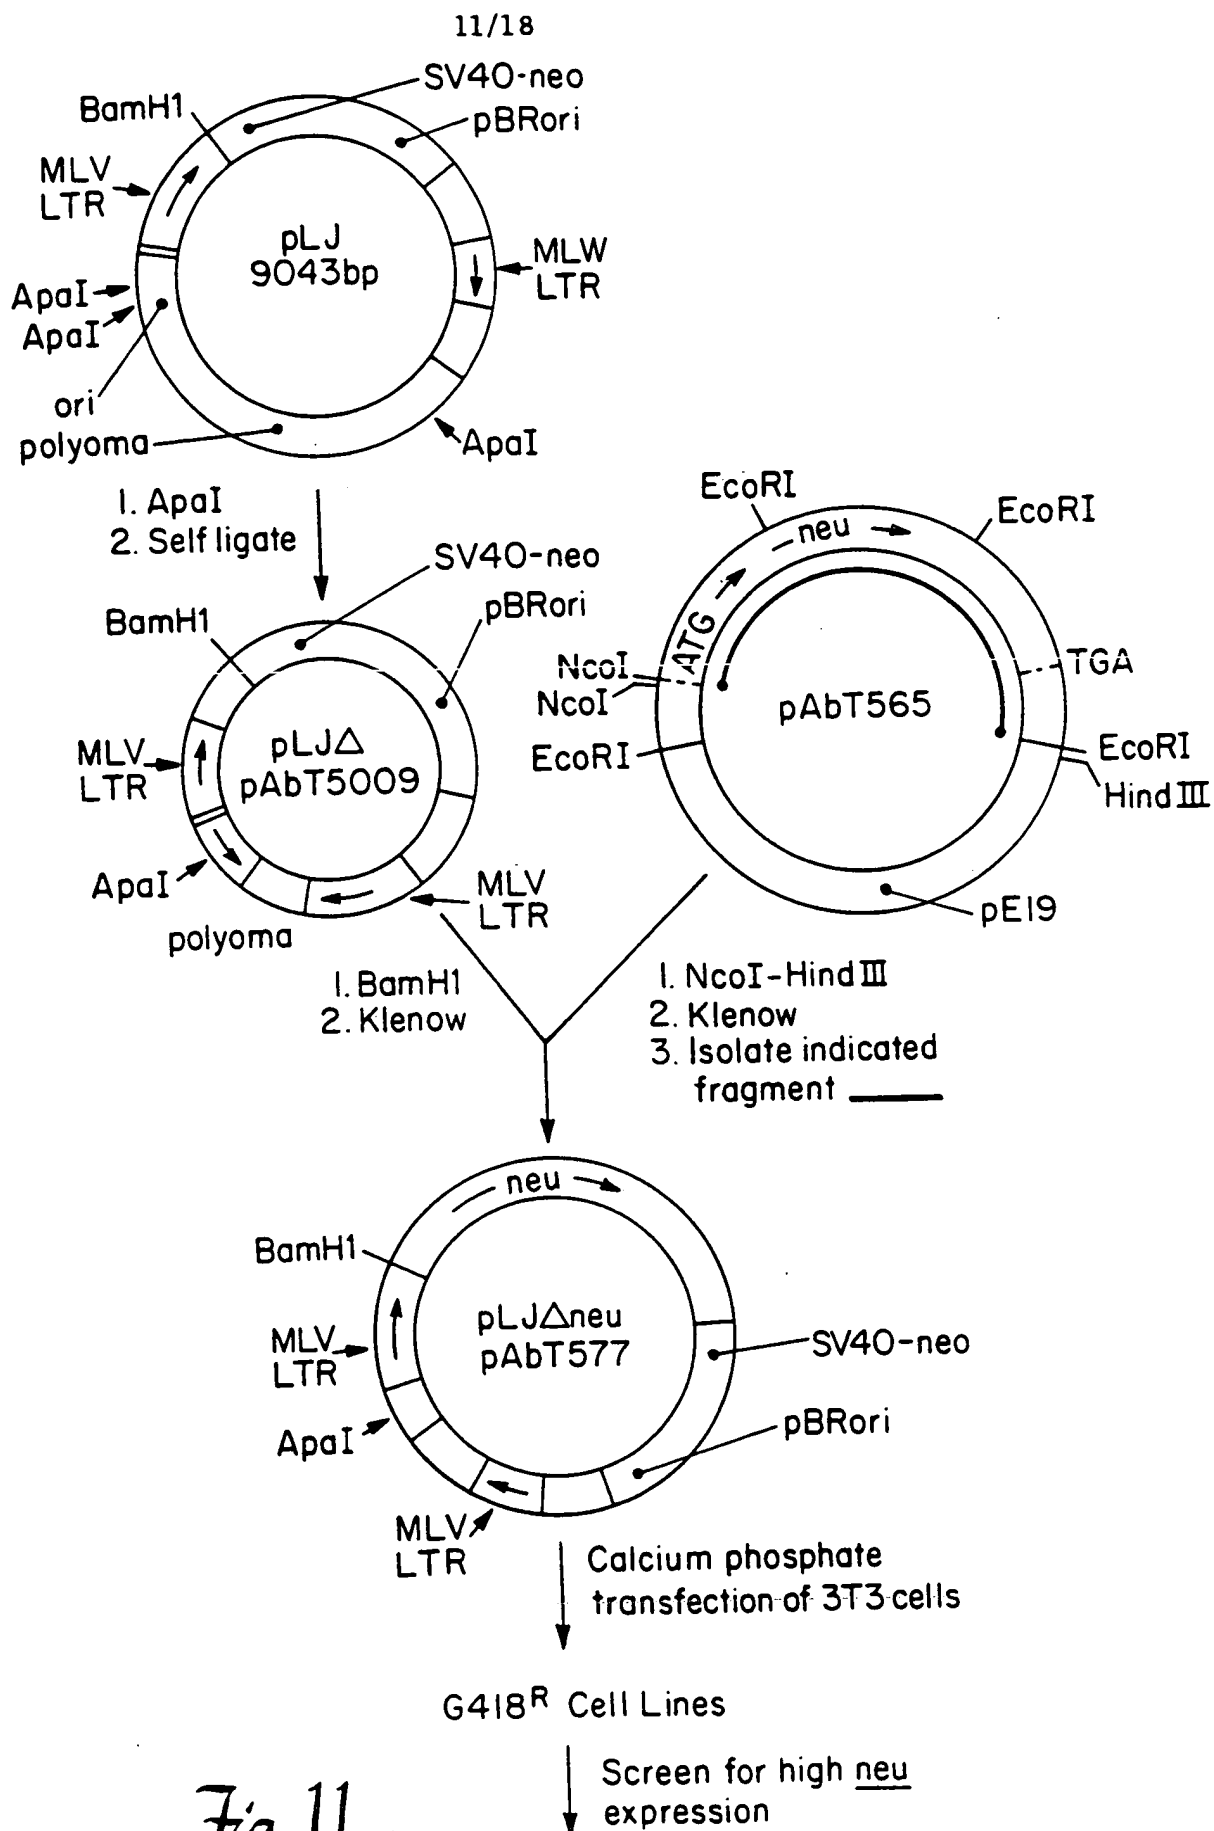 11/18
SV40-neo
BamH1
pBRori
MLV
LTR
pLJ
9043bp
MLW
LTR
ApaI
ApaI
ori
polyoma
ApaI
1. ApaI
2. Self ligate
SV40-neo
BamH1
pBRori
MLV
LTR
pLJΔ
pAbT5009
ApaI
MLV
LTR
polyoma
EcoRI
EcoRI
neu
ATG
NcoI
NcoI
TGA
pAbT565
EcoRI
EcoRI
Hind III
pE19
1. BamH1
2. Klenow
1. NcoI-Hind III
2. Klenow
3. Isolate indicated
fragment
neu
BamH1
pLJΔneu
pAbT577
MLV
LTR
SV40-neo
pBRori
ApaI
MLV
LTR
Calcium phosphate
transfection of 3T3 cells
G418R Cell Lines
Screen for high neu
expression
Fig. 11